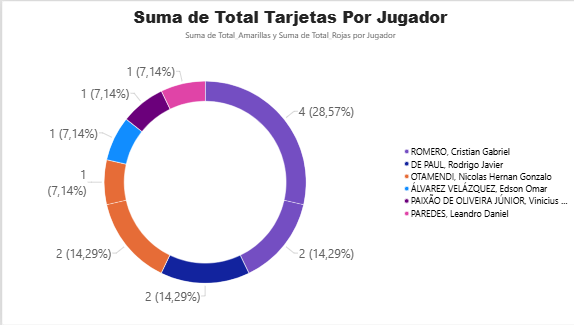 Suma de Total Tarjetas Por Jugador
Suma de Total_Amarillas y Suma de Total_Rojas por Jugador
1 (7,14%)
1 (7,14%)
1 (7,14%)
1
(7,14%)
2 (14,29%)
2 (14,29%)
2 (14,29%)
4 (28,57%)
ROMERO, Cristian Gabriel
DE PAUL, Rodrigo Javier
OTAMENDI, Nicolas Hernan Gonzalo
ÁLVAREZ VELÁZQUEZ, Edson Omar
PAIXÃO DE OLIVEIRA JÚNIOR, Vinicius ...
PAREDES, Leandro Daniel